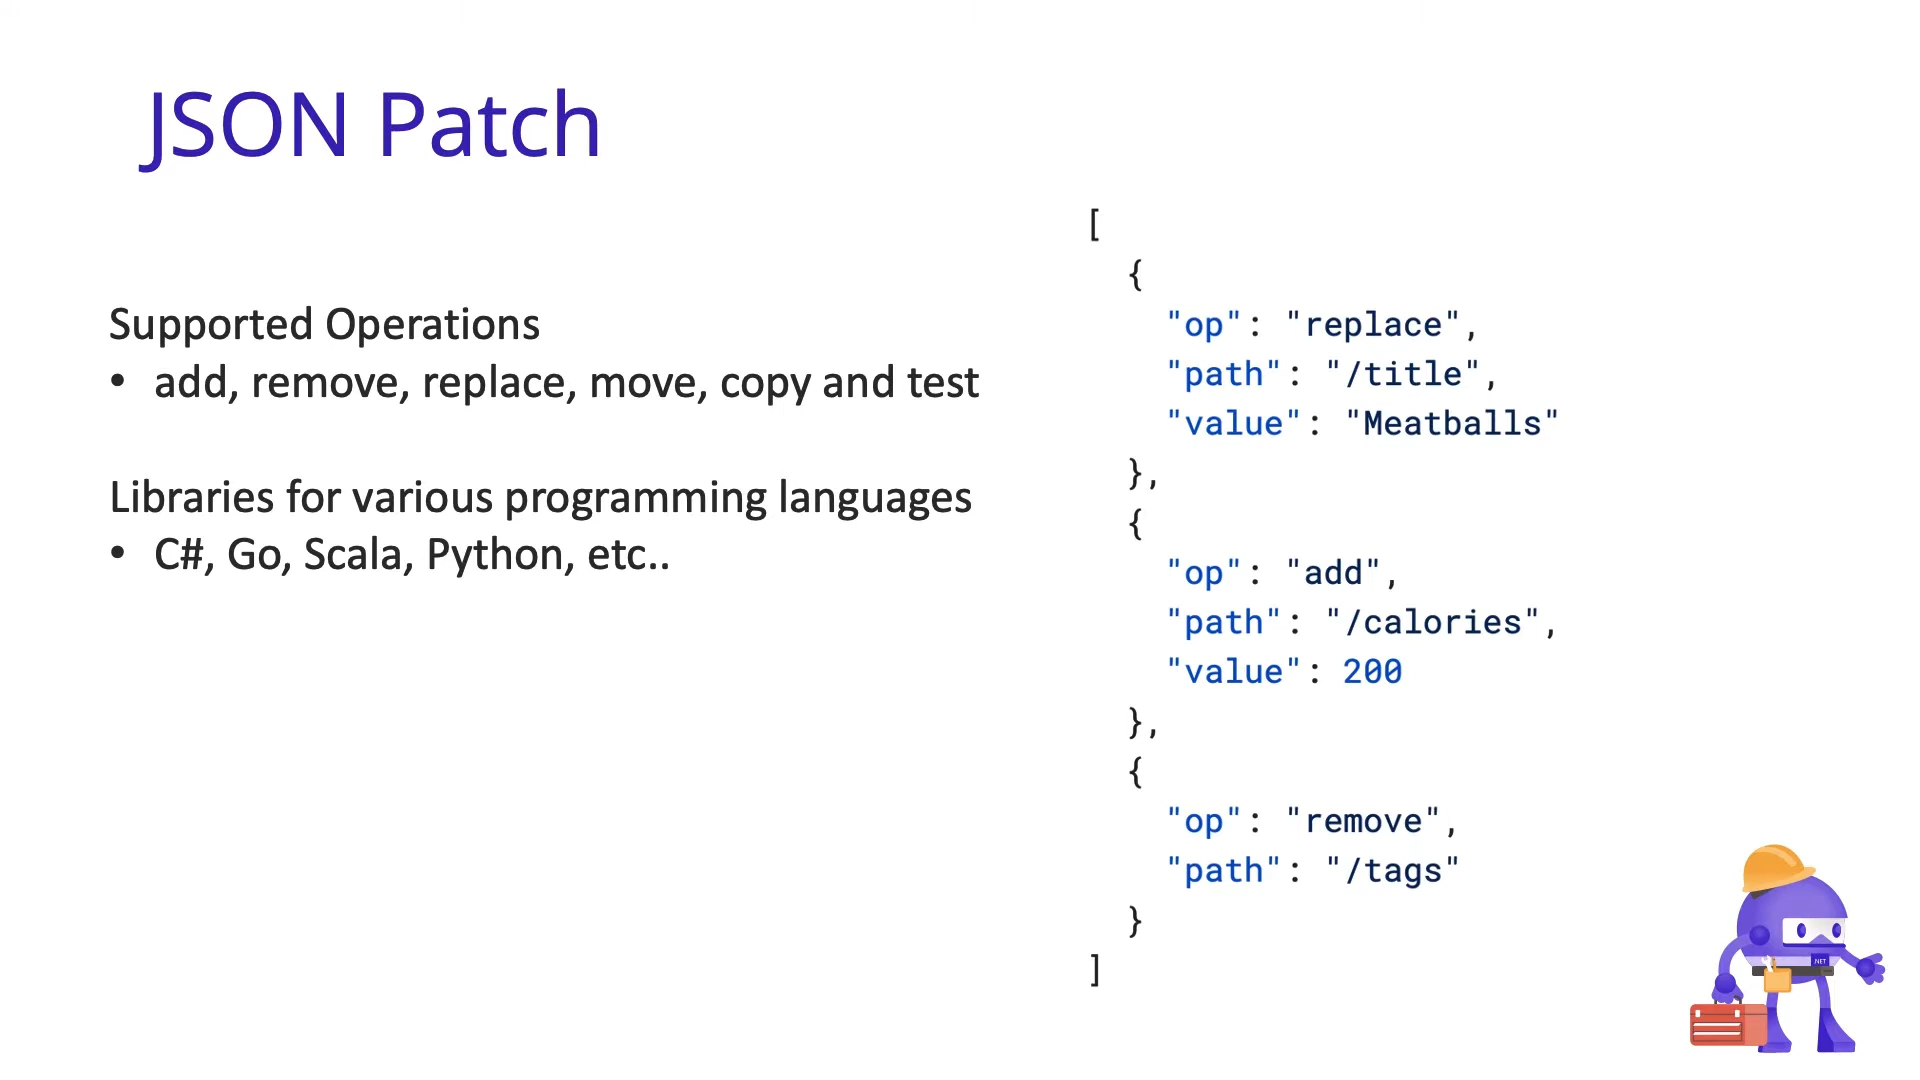 JSON Patch
Supported Operations
• add, remove, replace, move, copy and test
Libraries for various programming languages
• C#, Go, Scala, Python, etc..
[
{
"op": "replace",
"path": "/title",
"value": "Meatballs"
},
{
"op": "add",
"path": "/calories",
"value": 200
},
{
"op": "remove",
"path": "/tags"
}
]
.NET